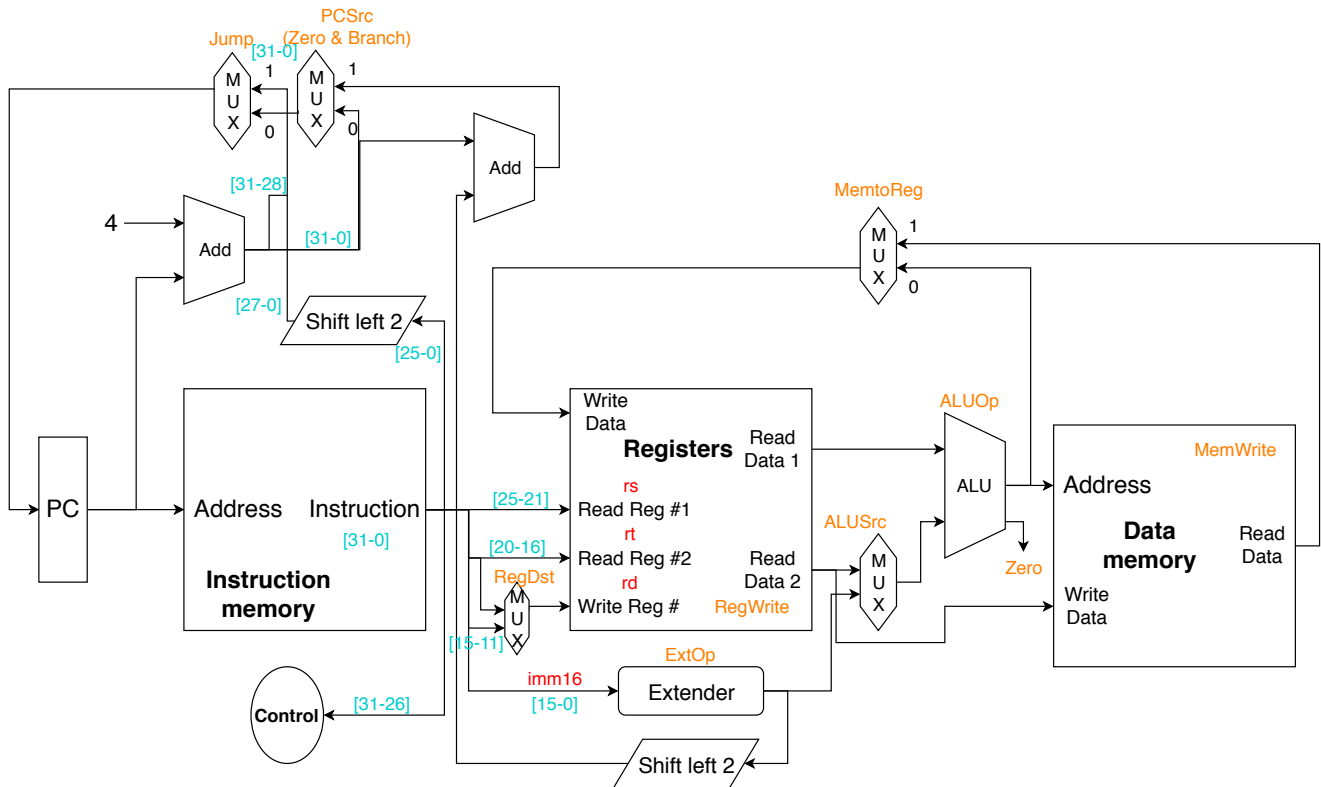 PCSrc
Jump
(Zero & Branch)
[31-0]
M
U
X
1
0
M
U
X
1
0
Add
[31-28]
4
Add
[31-0]
[27-0]
Shift left 2
[25-0]
MemtoReg
M
U
X
1
0
PC
Address
Instruction
[31-0]
Instruction
memory
[25-21]
[20-16]
RegDst
M
U
X
[15-11]
Write
Data
Registers
Read
Data 1
rs
Read Reg #1
rt
Read Reg #2
rd
Write Reg #
Read
Data 2
RegWrite
ALUOp
ALU
ALUSrc
M
U
X
Zero
MemWrite
Address
Data
memory
Read
Data
Write
Data
ExtOp
imm16
[15-0]
Extender
Control
[31-26]
Shift left 2